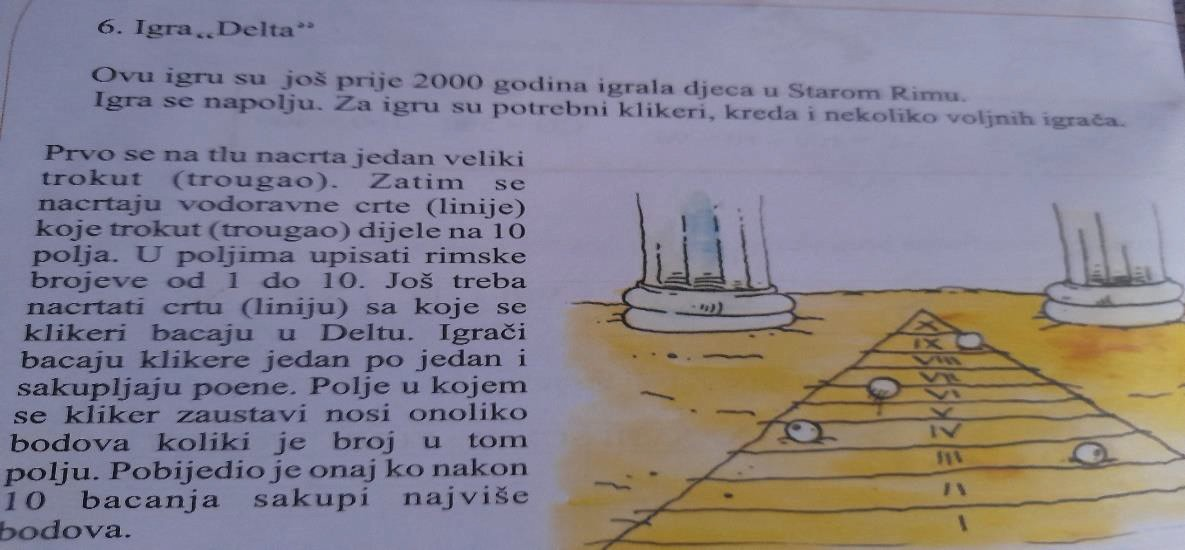 6. Igra„Delta”
Ovu igru su još prije 2000 godina igrala djeca u Starom Rimu.
Igra se napolju. Za igru su potrebni klikeri, kreda i nekoliko voljnih igrača.
Prvo se na tlu nacrta jedan veliki
trokut (trougao). Zatim se
nacrtaju vodoravne crte (linije)
koje trokut (trougao) dijele na 10
polja. U poljima upisati rimske
brojeve od 1 do 10. Još treba
nacrtati crtu (liniju) sa koje se
klikeri bacaju u Deltu. Igrači
bacaju klikere jedan po jedan i
sakupljaju poene. Polje u kojem
se kliker zaustavi nosi onoliko
bodova koliki je broj u tom
polju. Pobijedio je onaj ko nakon
10 bacanja sakupi najviše
bodova.
X
IX
VIII
VII
VI
V
IV
III
II
I